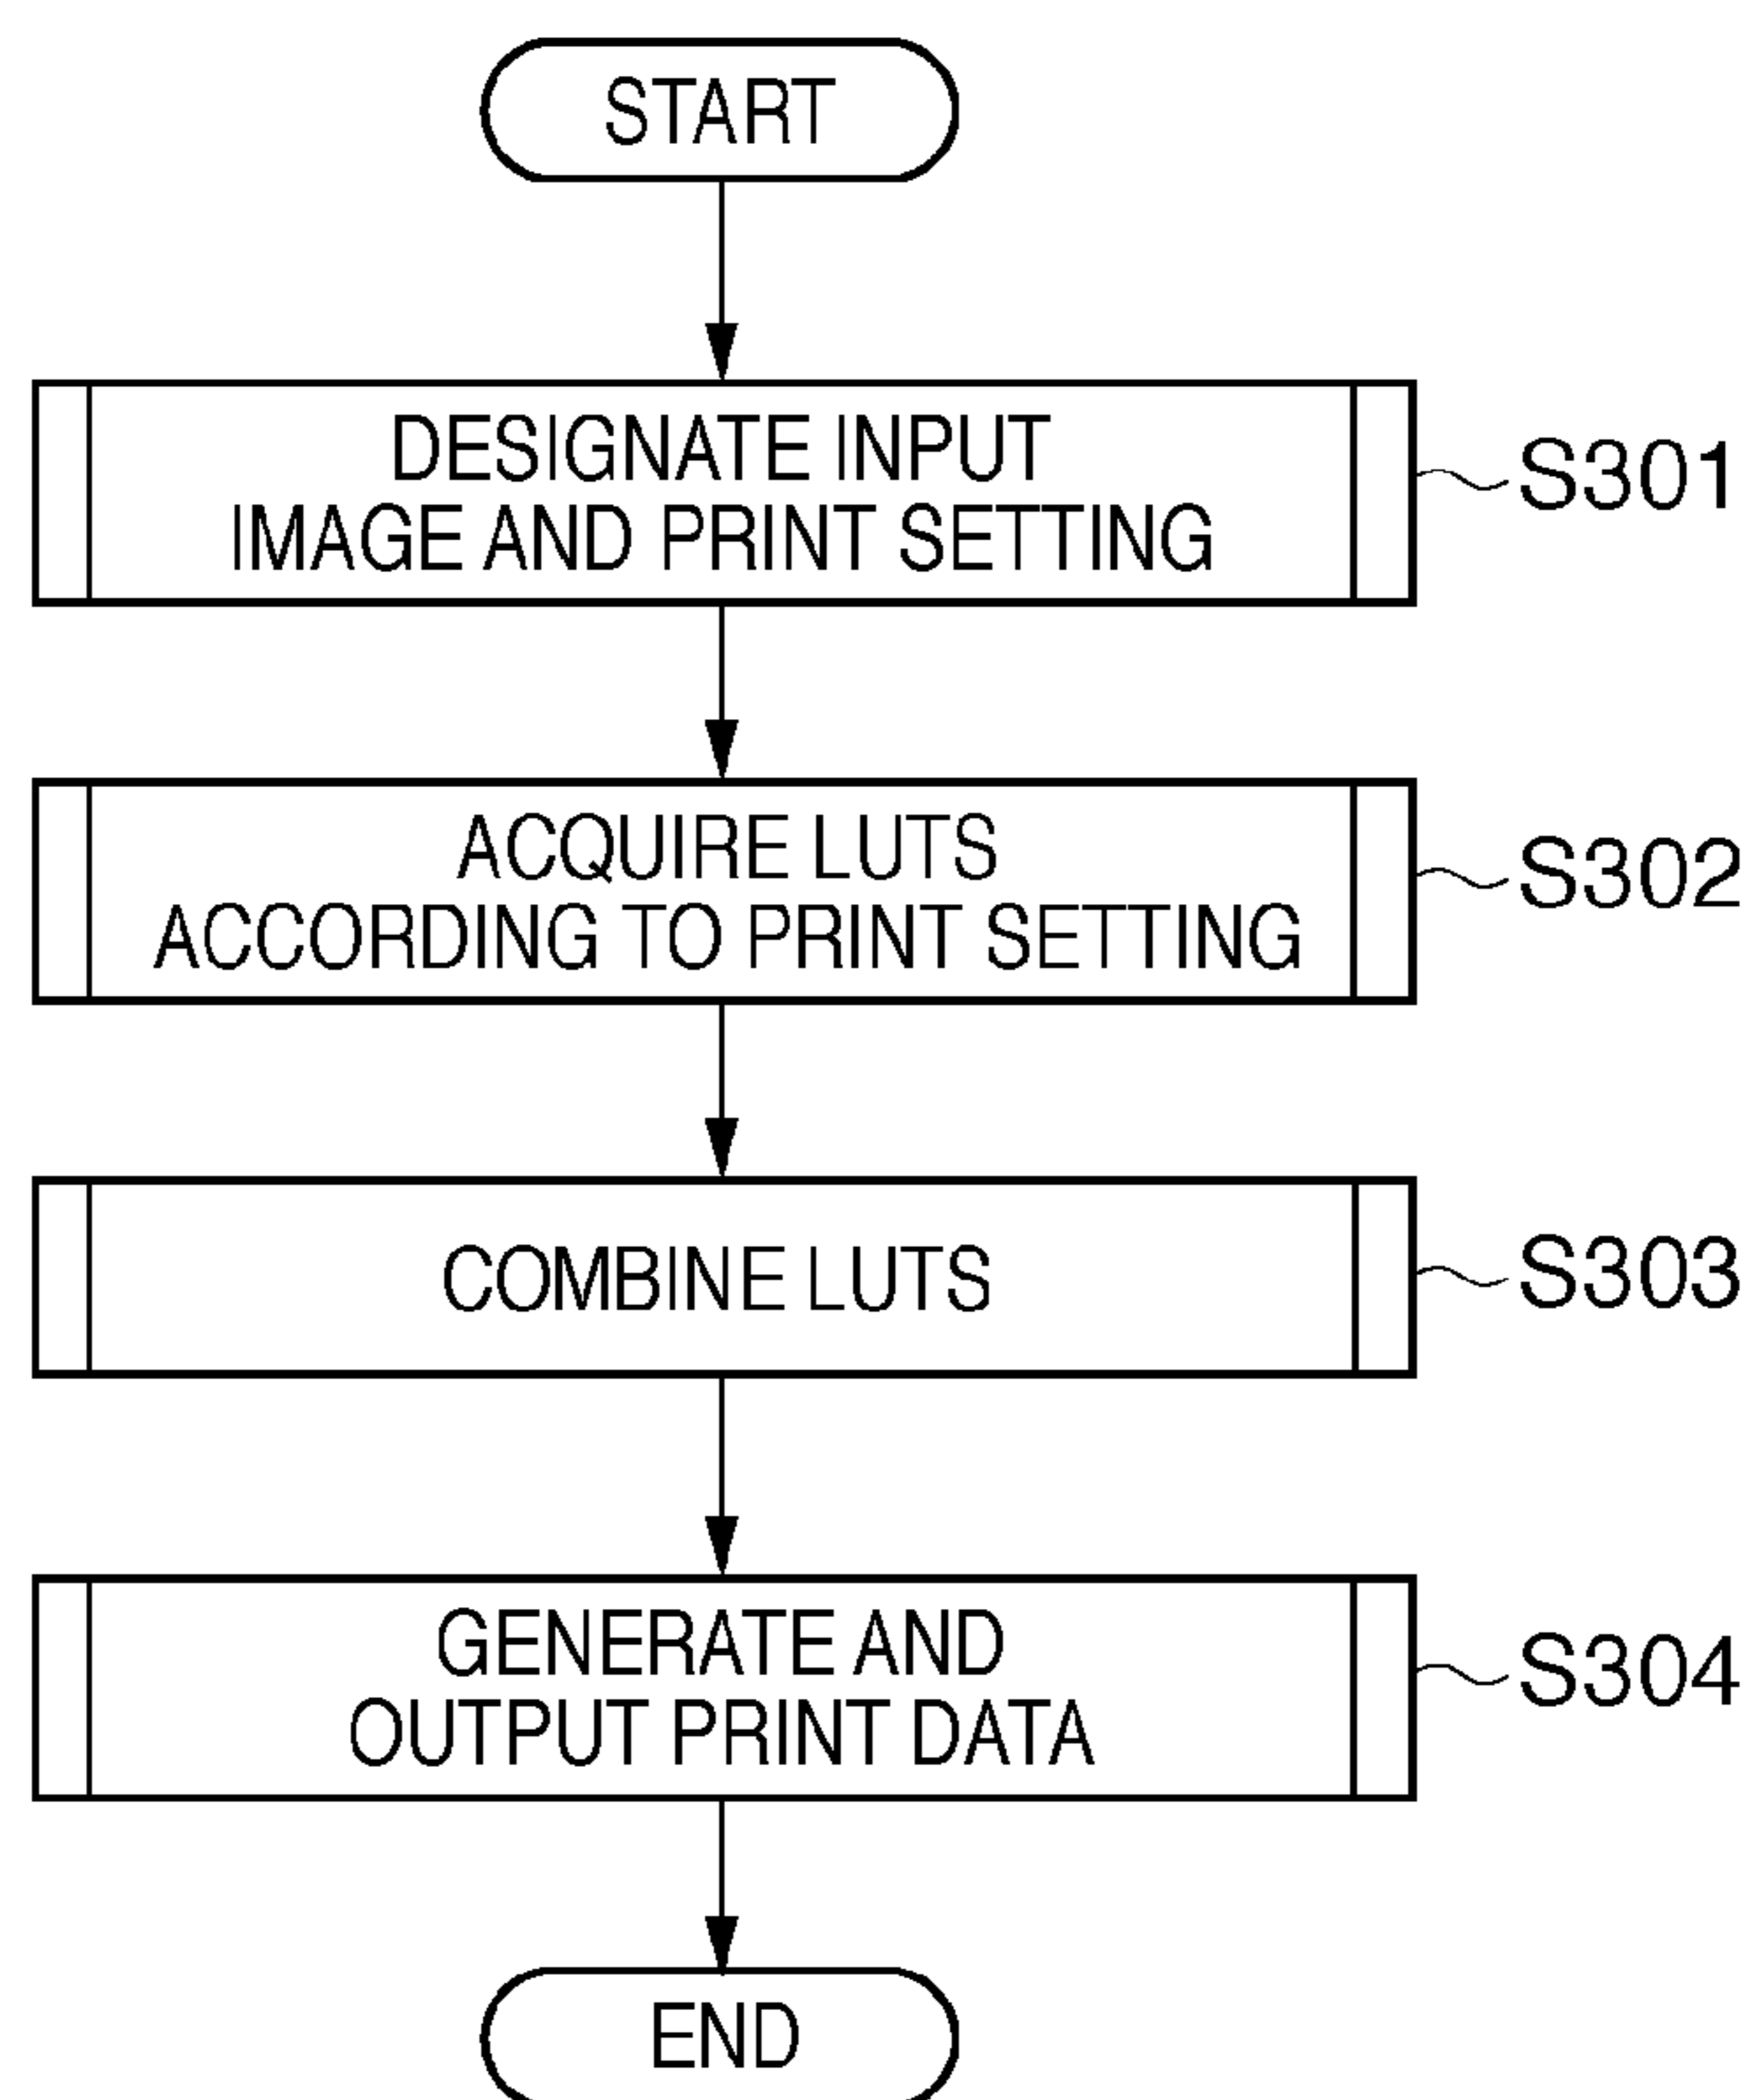 START
DESIGNATE INPUT
IMAGE AND PRINT SETTING
S301
ACQUIRE LUTS
ACCORDING TO PRINT SETTING
S302
COMBINE LUTS
S303
GENERATE AND
OUTPUT PRINT DATA
S304
END